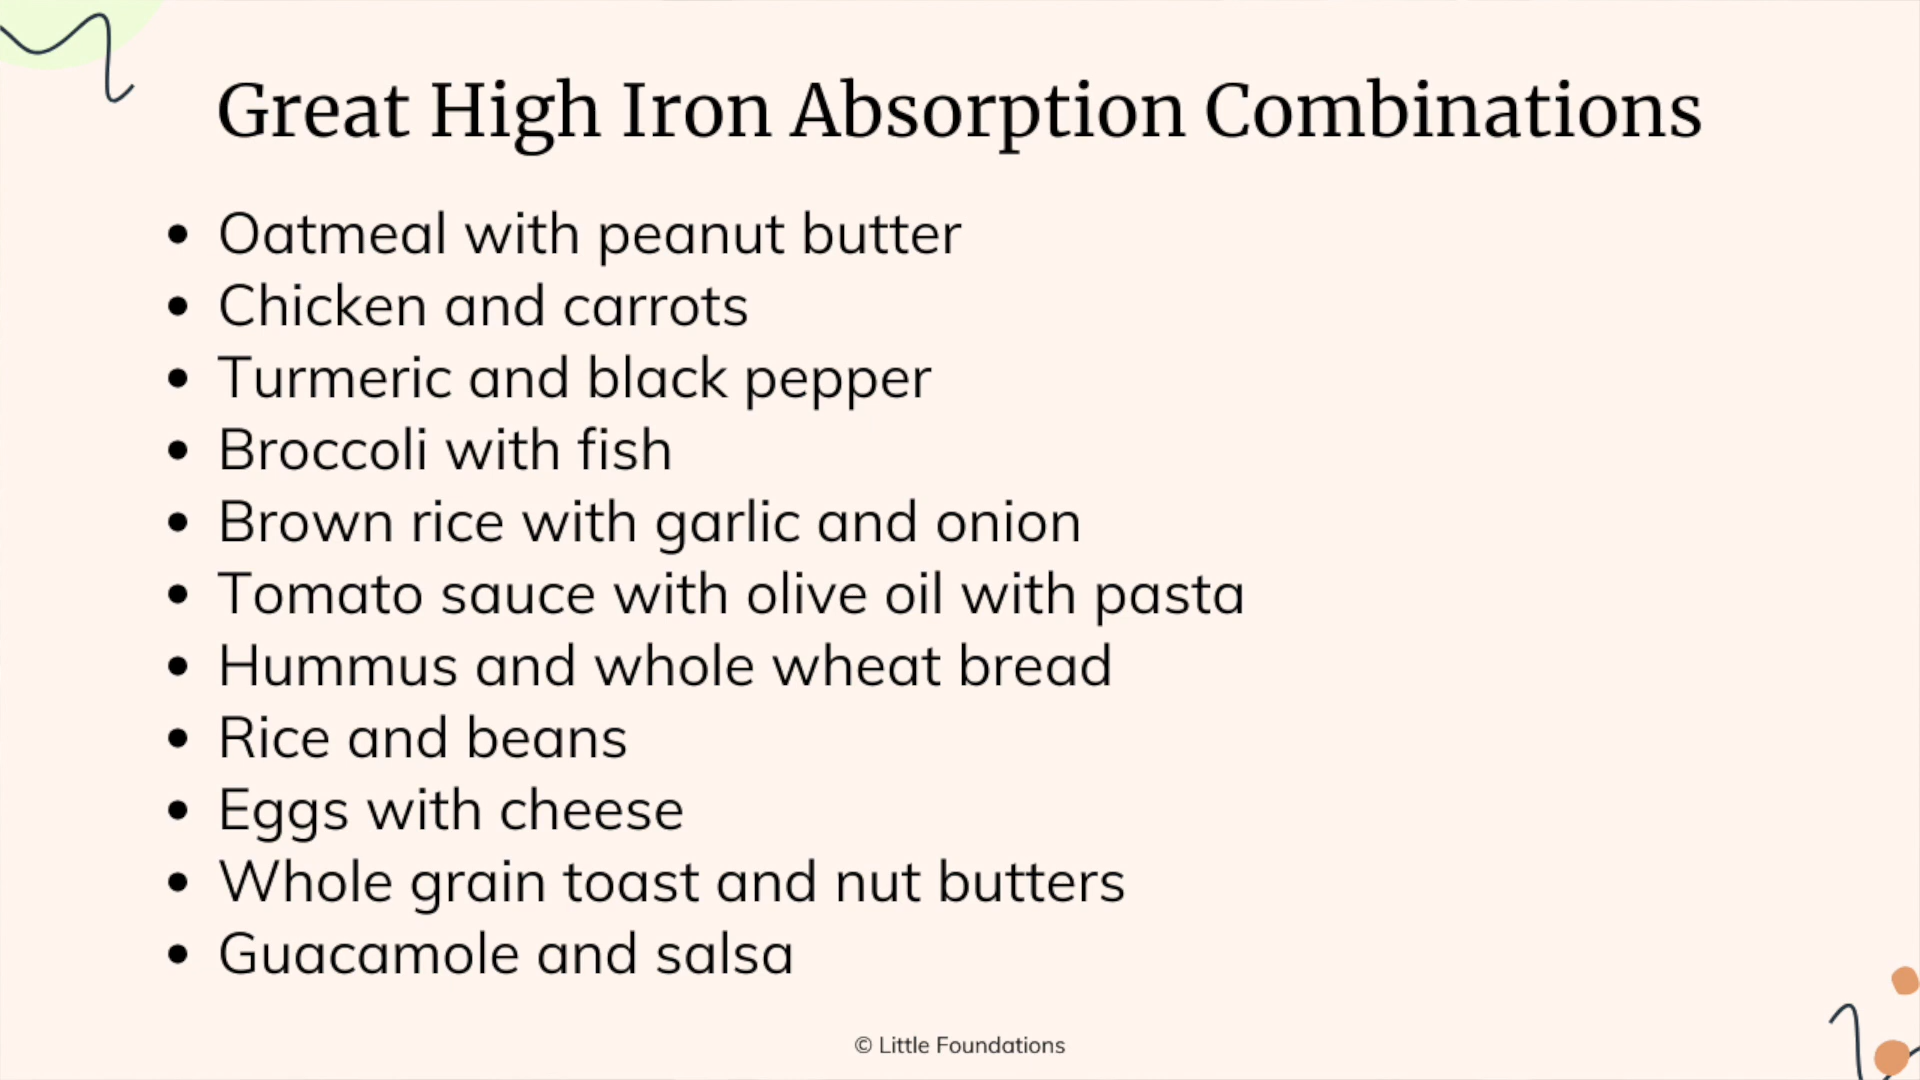 Great High Iron Absorption Combinations
• Oatmeal with peanut butter
• Chicken and carrots
• Turmeric and black pepper
• Broccoli with fish
• Brown rice with garlic and onion
• Tomato sauce with olive oil with pasta
• Hummus and whole wheat bread
• Rice and beans
• Eggs with cheese
• Whole grain toast and nut butters
• Guacamole and salsa
© Little Foundations